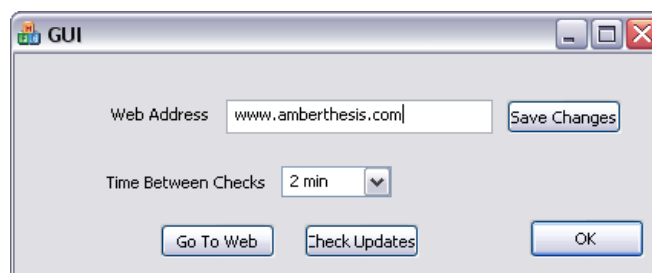 GUI
Web Address www.amberthesis.com Save Changes
Time Between Checks 2 min
Go To Web Check Updates OK